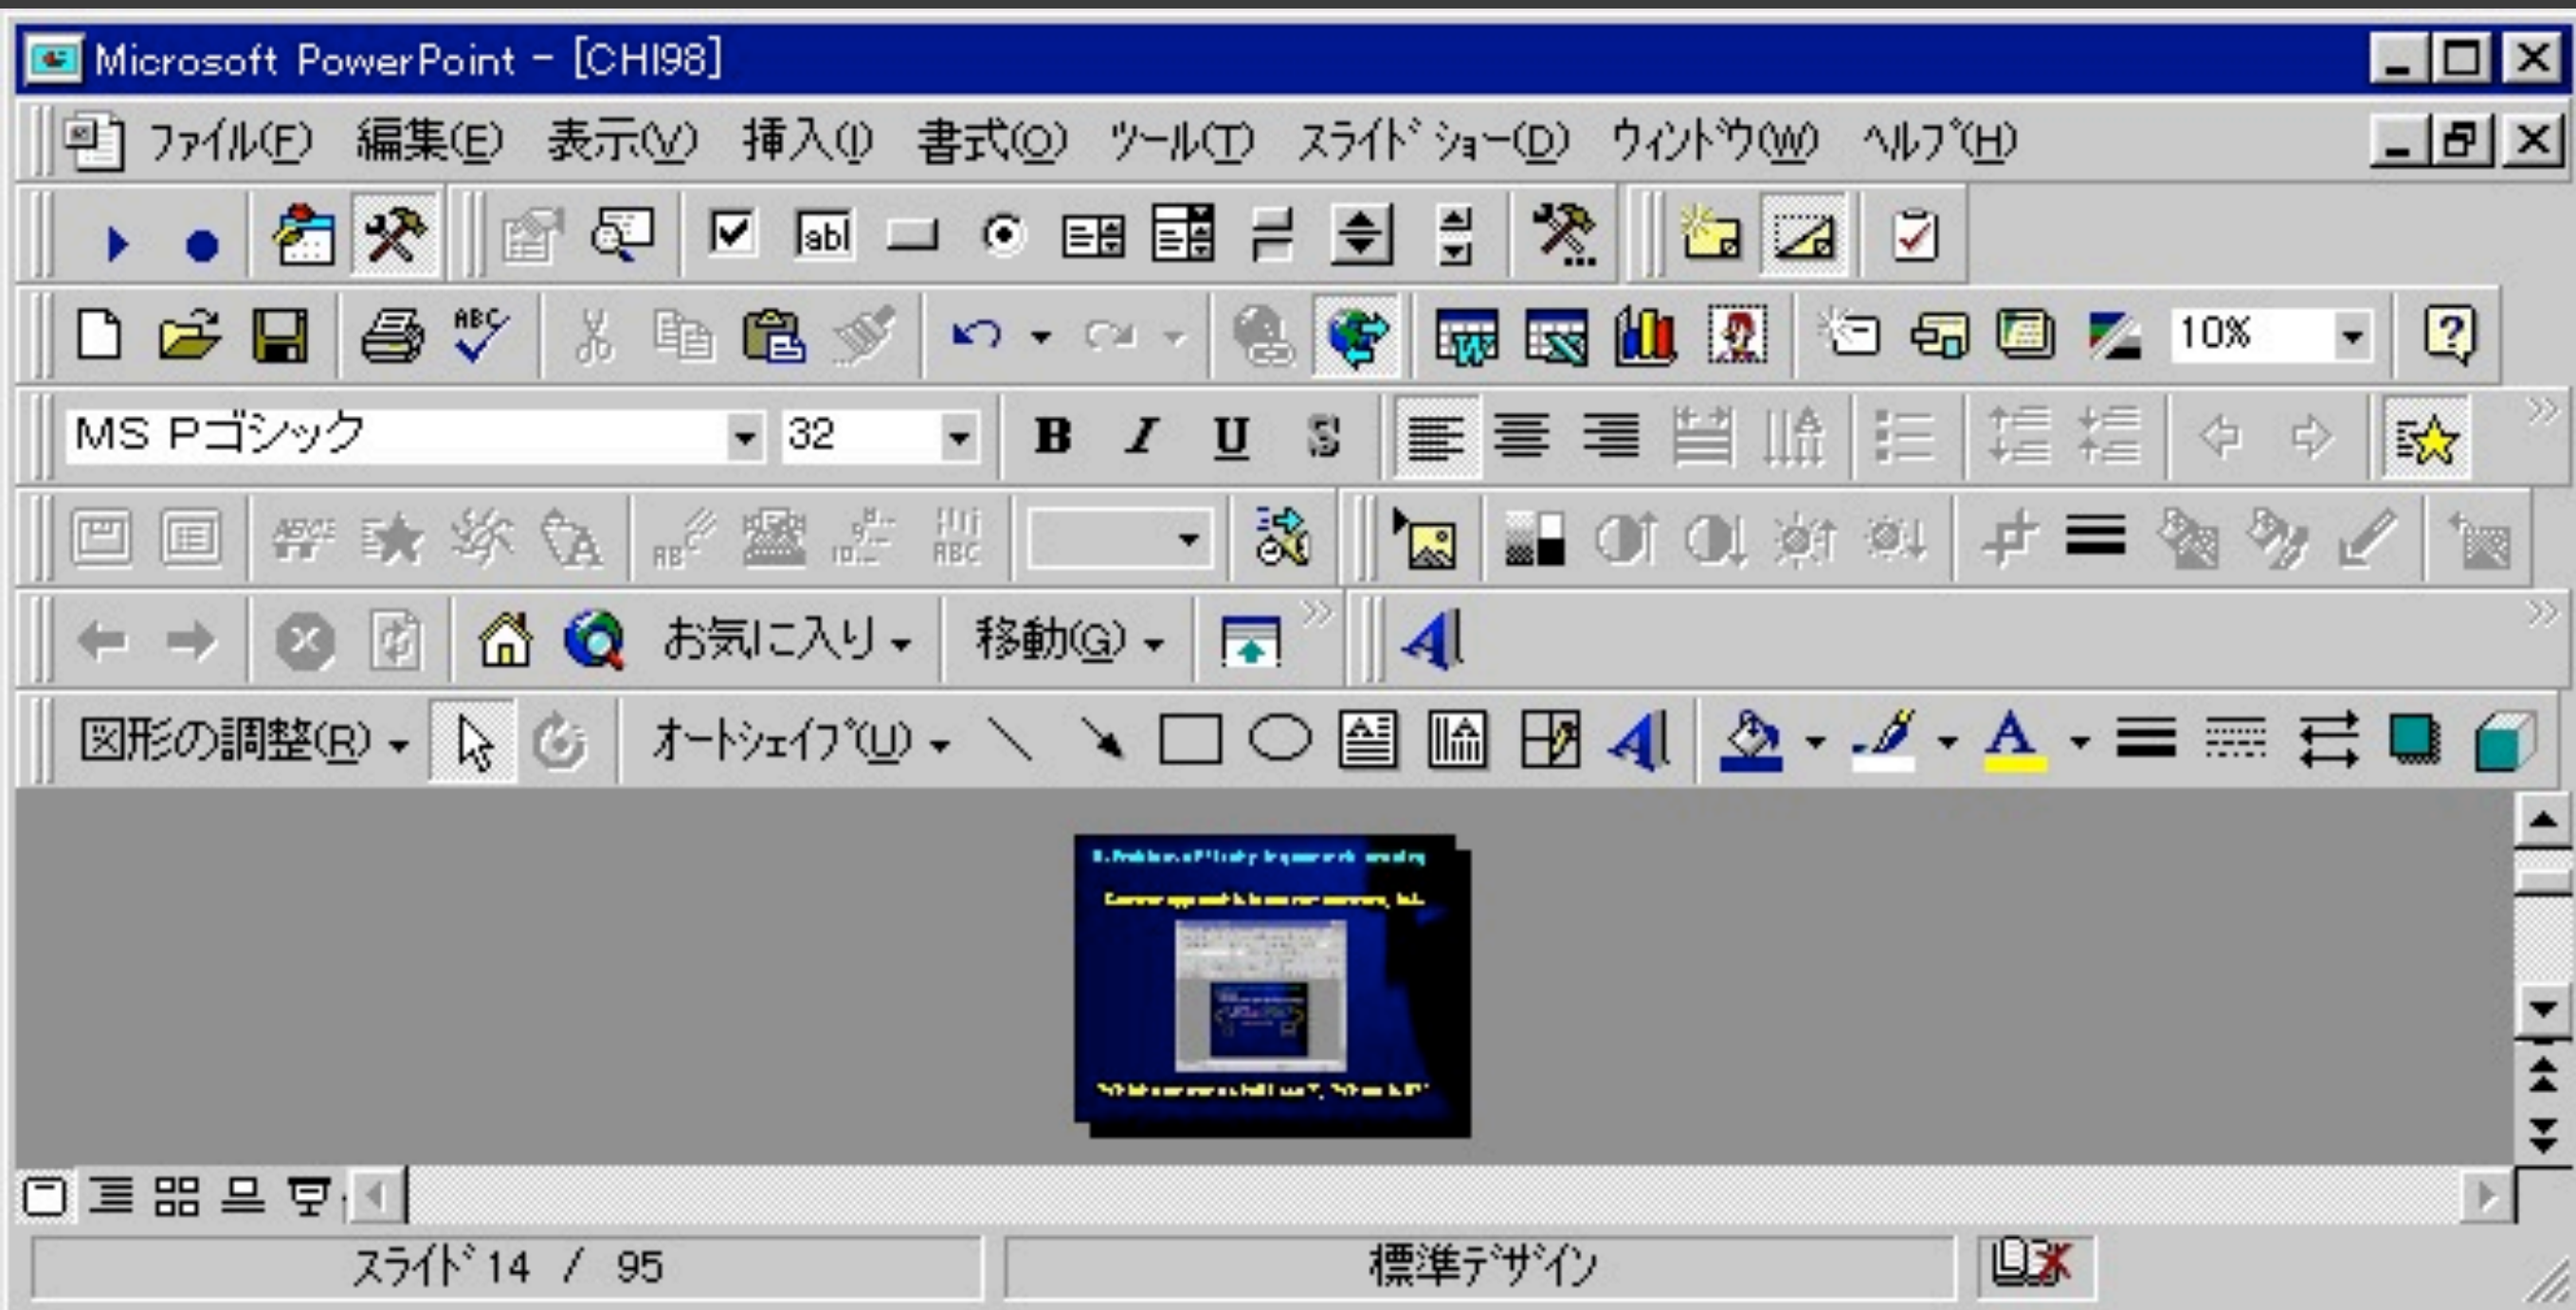 Microsoft PowerPoint - [CHI98]
ファイル(F) 編集(E) 表示(V) 挿入(I) 書式(O) ツール(T) スライド ショー(D) ウィンドウ(W) ヘルプ(H)
abl
ABC 10% ?
MS Pゴシック 32 B I U S
ABC ABC
お気に入り 移動(G) A
図形の調整(R) オートシェイプ(U) A A
スライド 14 / 95 標準デザイン